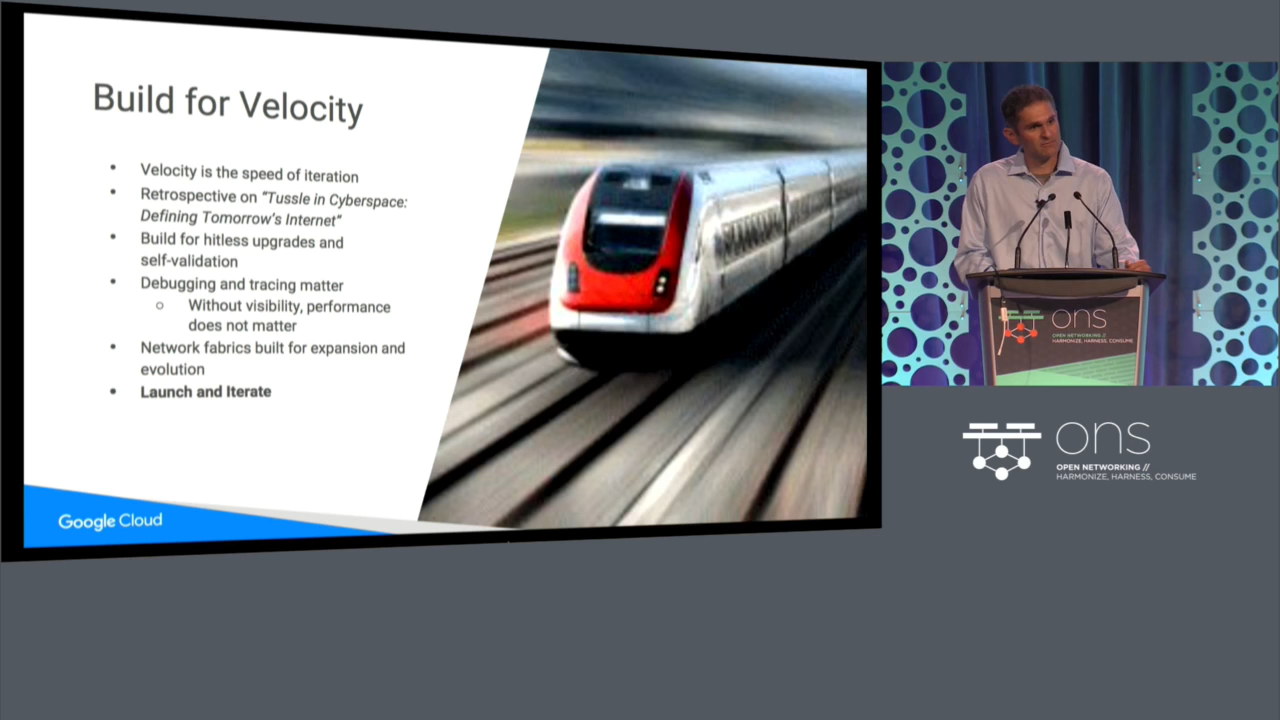 Build for Velocity
• Velocity is the speed of iteration
• Retrospective on "Tussle in Cyberspace:
Defining Tomorrow's Internet"
• Build for hitless upgrades and
self-validation
• Debugging and tracing matter
○ Without visibility, performance
does not matter
• Network fabrics built for expansion and
evolution
• Launch and Iterate
Google Cloud
ons
OPEN NETWORKING //
HARMONIZE, HARNESS, CONSUME
ons
OPEN NETWORKING //
HARMONIZE, HARNESS, CONSUME